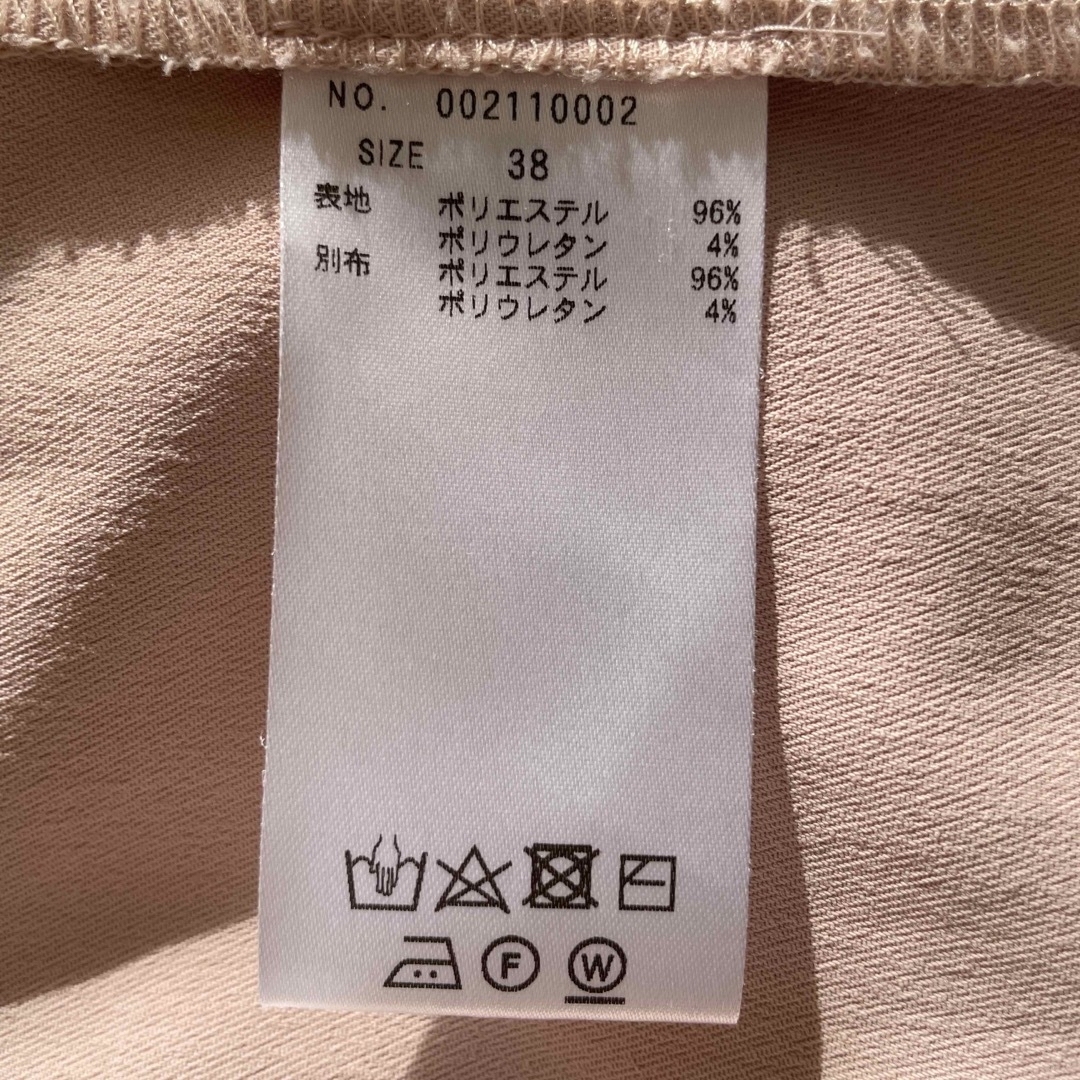 NO. 002110002
SIZE 38
表地 ポリエステル 96%
ポリウレタン 4%
別布 ポリエステル 96%
ポリウレタン 4%
F W